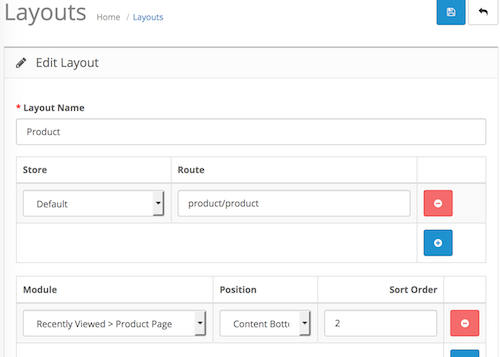 Layouts Home / Layouts
Edit Layout
* Layout Name
Product
Store Route
Default product/product
Module Position Sort Order
Recently Viewed > Product Page Content Bott 2